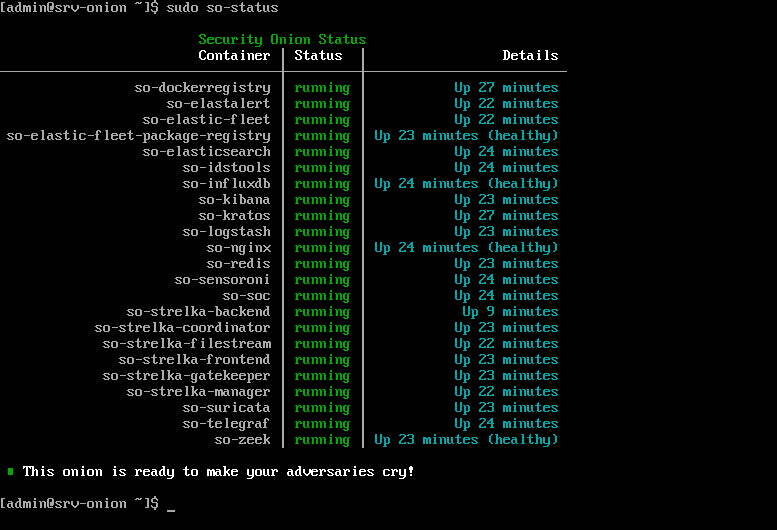 [admin@srv-onion ~]$ sudo so-status
Security Onion Status
Container | Status | Details
so-dockerregistry | running | Up 27 minutes
so-elastalert | running | Up 22 minutes
so-elastic-fleet | running | Up 22 minutes
so-elastic-fleet-package-registry | running | Up 23 minutes (healthy)
so-elasticsearch | running | Up 24 minutes
so-idstools | running | Up 24 minutes
so-influxdb | running | Up 24 minutes (healthy)
so-kibana | running | Up 23 minutes
so-kratos | running | Up 27 minutes
so-logstash | running | Up 23 minutes
so-nginx | running | Up 24 minutes (healthy)
so-redis | running | Up 23 minutes
so-sensoroni | running | Up 24 minutes
so-soc | running | Up 24 minutes
so-strelka-backend | running | Up 9 minutes
so-strelka-coordinator | running | Up 23 minutes
so-strelka-filestream | running | Up 22 minutes
so-strelka-frontend | running | Up 23 minutes
so-strelka-gatekeeper | running | Up 23 minutes
so-strelka-manager | running | Up 22 minutes
so-suricata | running | Up 23 minutes
so-telegraf | running | Up 24 minutes
so-zeek | running | Up 23 minutes (healthy)
This onion is ready to make your adversaries cry!
[admin@srv-onion ~]$ _